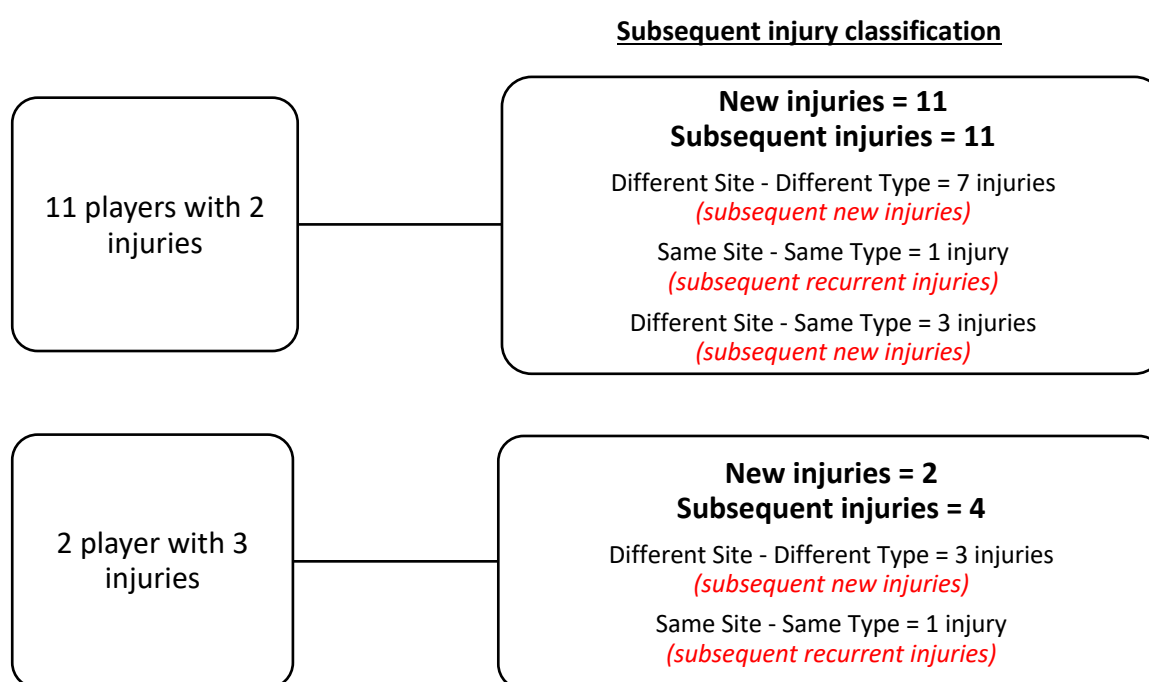 Subsequent injury classification
11 players with 2
injuries
New injuries = 11
Subsequent injuries = 11
Different Site - Different Type = 7 injuries
(subsequent new injuries)
Same Site - Same Type = 1 injury
(subsequent recurrent injuries)
Different Site - Same Type = 3 injuries
(subsequent new injuries)
2 player with 3
injuries
New injuries = 2
Subsequent injuries = 4
Different Site - Different Type = 3 injuries
(subsequent new injuries)
Same Site - Same Type = 1 injury
(subsequent recurrent injuries)